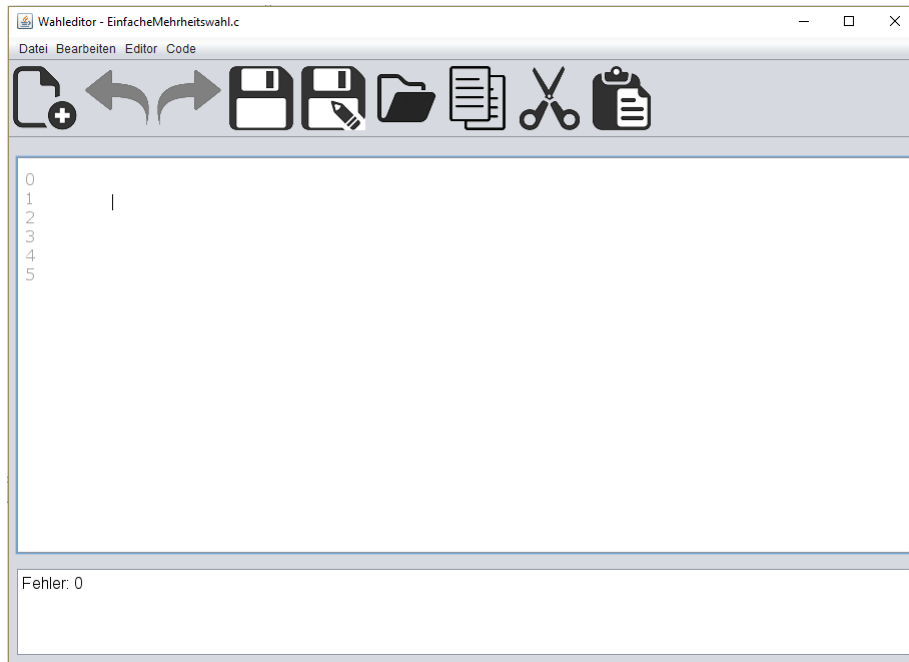 Wahleditor - EinfacheMehrheitswahl.c
Datei Bearbeiten Editor Code
0
1
2
3
4
5
Fehler: 0